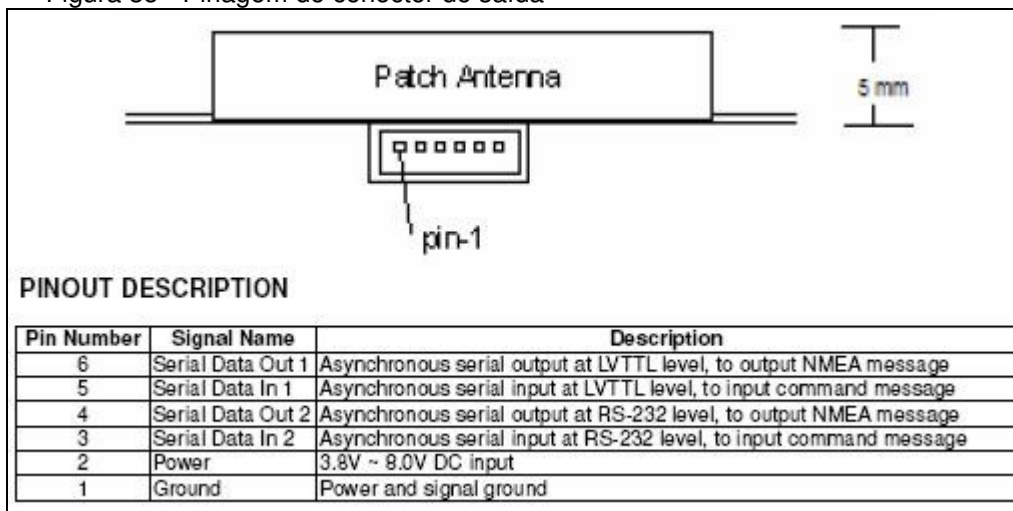 Patch Antenna
5 mm
pin-1
PINOUT DESCRIPTION
Pin Number Signal Name Description
6 Serial Data Out 1 Asynchronous serial output at LVTTL level, to output NMEA message
5 Serial Data In 1 Asynchronous serial input at LVTTL level, to input command message
4 Serial Data Out 2 Asynchronous serial output at RS-232 level, to output NMEA message
3 Serial Data In 2 Asynchronous serial input at RS-232 level, to input command message
2 Power 3.8V ~ 8.0V DC input
1 Ground Power and signal ground